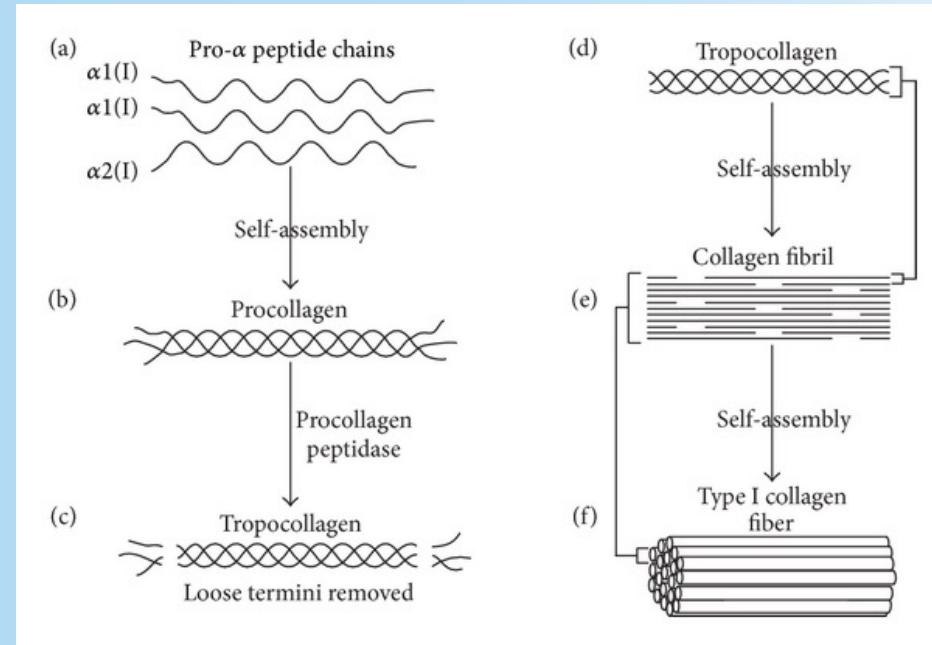 (a)
Pro-α peptide chains
α1(I)
α1(I)
α2(I)
Self-assembly
(b)
Procollagen
Procollagen
peptidase
(c)
Tropocollagen
Loose termini removed
(d)
Tropocollagen
Self-assembly
Collagen fibril
(e)
Self-assembly
Type I collagen
fiber
(f)